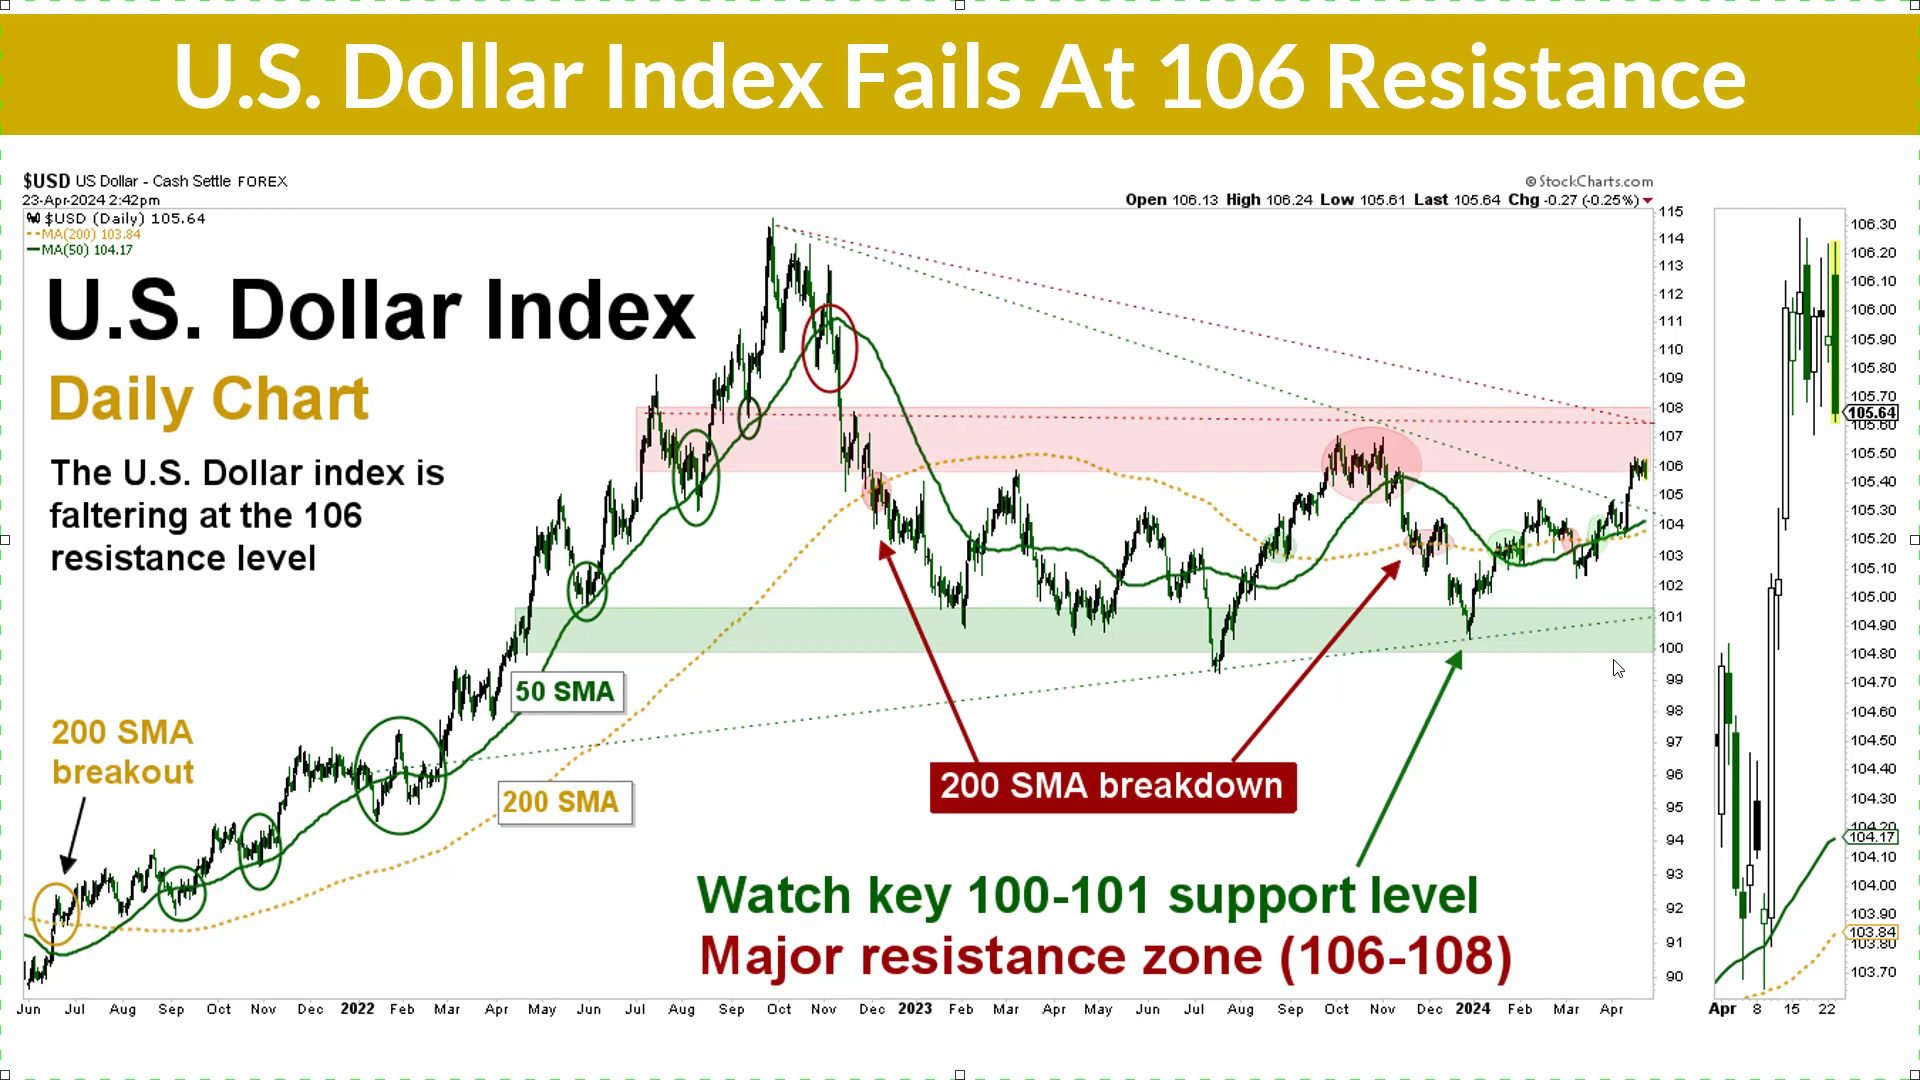 U.S. Dollar Index Fails At 106 Resistance
$USD US Dollar - Cash Settle FOREX
© StockCharts.com
23-Apr-2024 2:42pm
Open 106.13 High 106.24 Low 105.61 Last 105.64 Chg -0.27 (-0.25%)
$USD (Daily) 105.64
MA(200) 103.84
MA(50) 104.17
U.S. Dollar Index
Daily Chart
The U.S. Dollar index is
faltering at the 106
resistance level
50 SMA
200 SMA
breakout
200 SMA
200 SMA breakdown
Watch key 100-101 support level
Major resistance zone (106-108)
115
114
113
112
111
110
109
108
107
106
105
104
103
102
101
100
99
98
97
96
95
94
93
92
91
90
Jun Jul Aug Sep Oct Nov Dec 2022 Feb Mar Apr May Jun Jul Aug Sep Oct Nov Dec 2023 Feb Mar Apr May Jun Jul Aug Sep Oct Nov Dec 2024 Feb Mar Apr
106.30
106.20
106.10
106.00
105.90
105.80
105.70
105.64
105.60
105.50
105.40
105.30
105.20
105.10
105.00
104.90
104.80
104.70
104.60
104.50
104.40
104.30
104.20
104.17
104.10
104.00
103.90
103.84
103.80
103.70
Apr 8 15 22